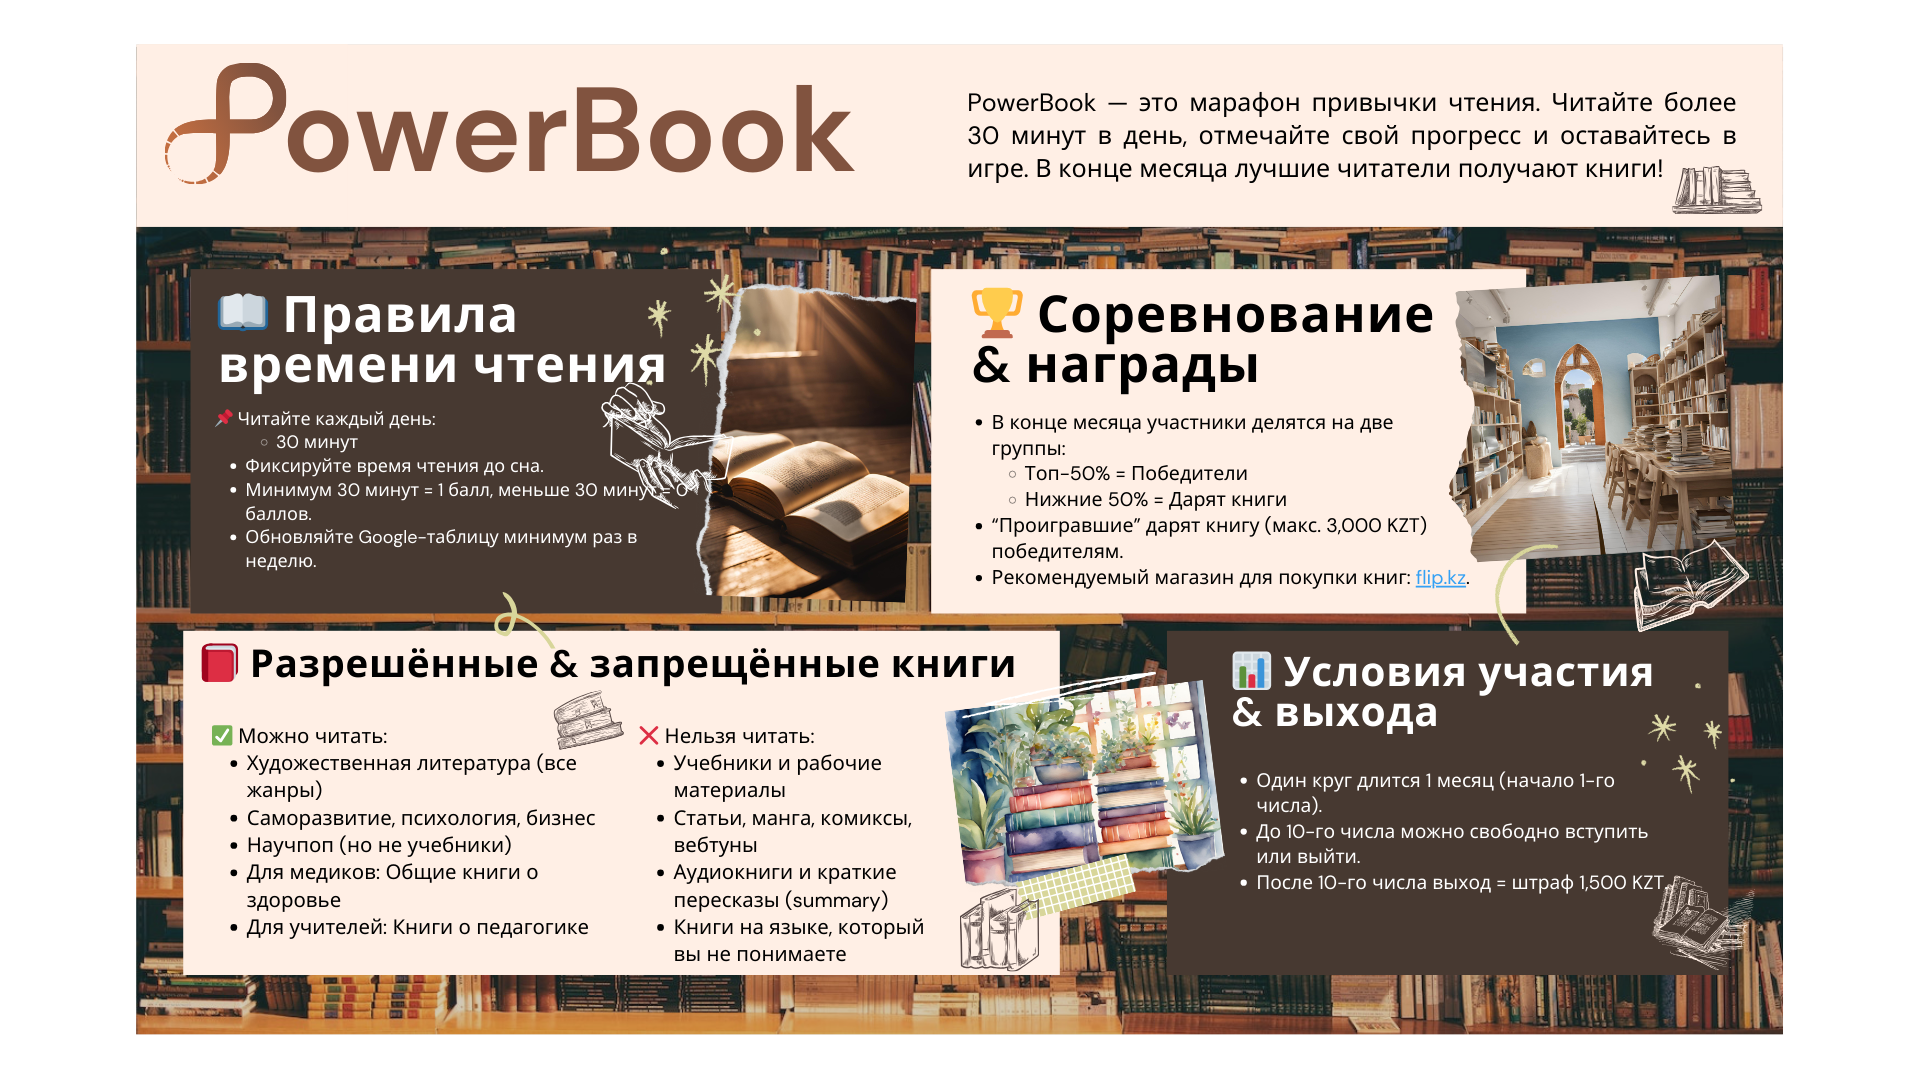 PowerBook
PowerBook — это марафон привычки чтения. Читайте более
30 минут в день, отмечайте свой прогресс и оставайтесь в
игре. В конце месяца лучшие читатели получают книги!
📖 Правила
времени чтения
📌 Читайте каждый день:
◦ 30 минут
• Фиксируйте время чтения до сна.
• Минимум 30 минут = 1 балл, меньше 30 минут = 0
баллов.
• Обновляйте Google-таблицу минимум раз в
неделю.
🏆 Соревнование
& награды
• В конце месяца участники делятся на две
группы:
◦ Топ-50% = Победители
◦ Нижние 50% = Дарят книги
• “Проигравшие” дарят книгу (макс. 3,000 KZT)
победителям.
• Рекомендуемый магазин для покупки книг: flip.kz.
📕 Разрешённые & запрещённые книги
✅ Можно читать:
• Художественная литература (все
жанры)
• Саморазвитие, психология, бизнес
• Научпоп (но не учебники)
• Для медиков: Общие книги о
здоровье
• Для учителей: Книги о педагогике
❌ Нельзя читать:
• Учебники и рабочие
материалы
• Статьи, манга, комиксы,
вебтуны
• Аудиокниги и краткие
пересказы (summary)
• Книги на языке, который
вы не понимаете
📊 Условия участия
& выхода
• Один круг длится 1 месяц (начало 1-го
числа).
• До 10-го числа можно свободно вступить
или выйти.
• После 10-го числа выход = штраф 1,500 KZT.